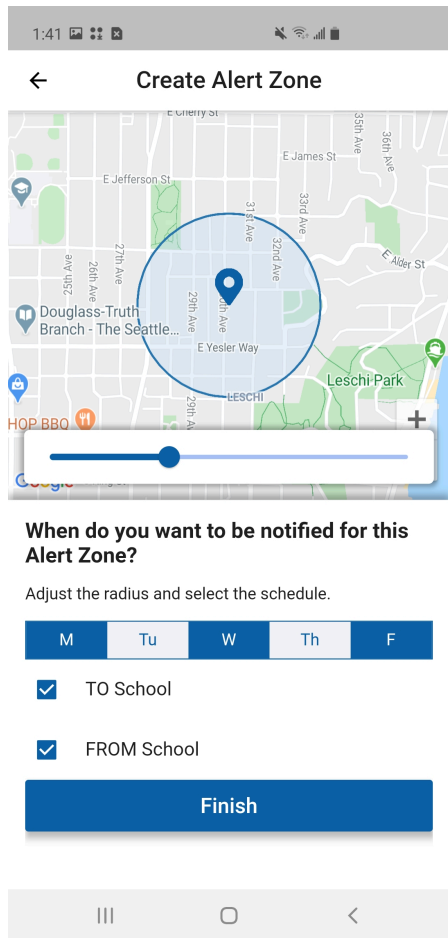 1:41
Create Alert Zone
E Cherry St
35th Ave
36th Ave
E James St
E Jefferson St
31st Ave
33rd Ave
32nd Ave
27th Ave
25th Ave
26th Ave
E Alder St
Douglass-Truth
Branch - The Seattle...
29th Ave
Ave
E Yesler Way
Leschi Park
LESCHI
29th A
HOP BBQ
When do you want to be notified for this
Alert Zone?
Adjust the radius and select the schedule.
M Tu W Th F
TO School
FROM School
Finish